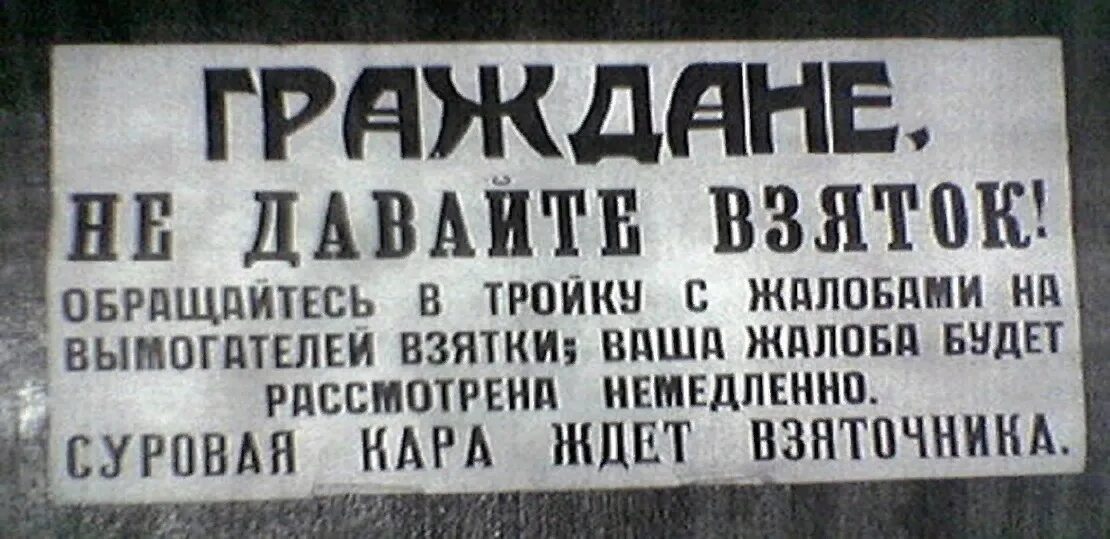 ГРАЖДАНЕ,
НЕ ДАВАЙТЕ ВЗЯТОК!
ОБРАЩАЙТЕСЬ В ТРОЙКУ С ЖАЛОБАМИ НА
ВЫМОГАТЕЛЕЙ ВЗЯТКИ; ВАША ЖАЛОБА БУДЕТ
РАССМОТРЕНА НЕМЕДЛЕННО.
СУРОВАЯ КАРА ЖДЕТ ВЗЯТОЧНИКА.